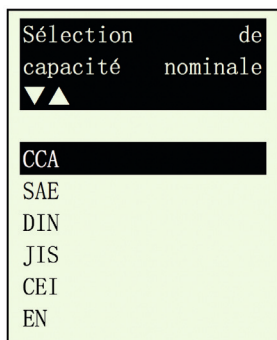 Sélection de
capacité nominale
▼▲
CCA
SAE
DIN
JIS
CEI
EN